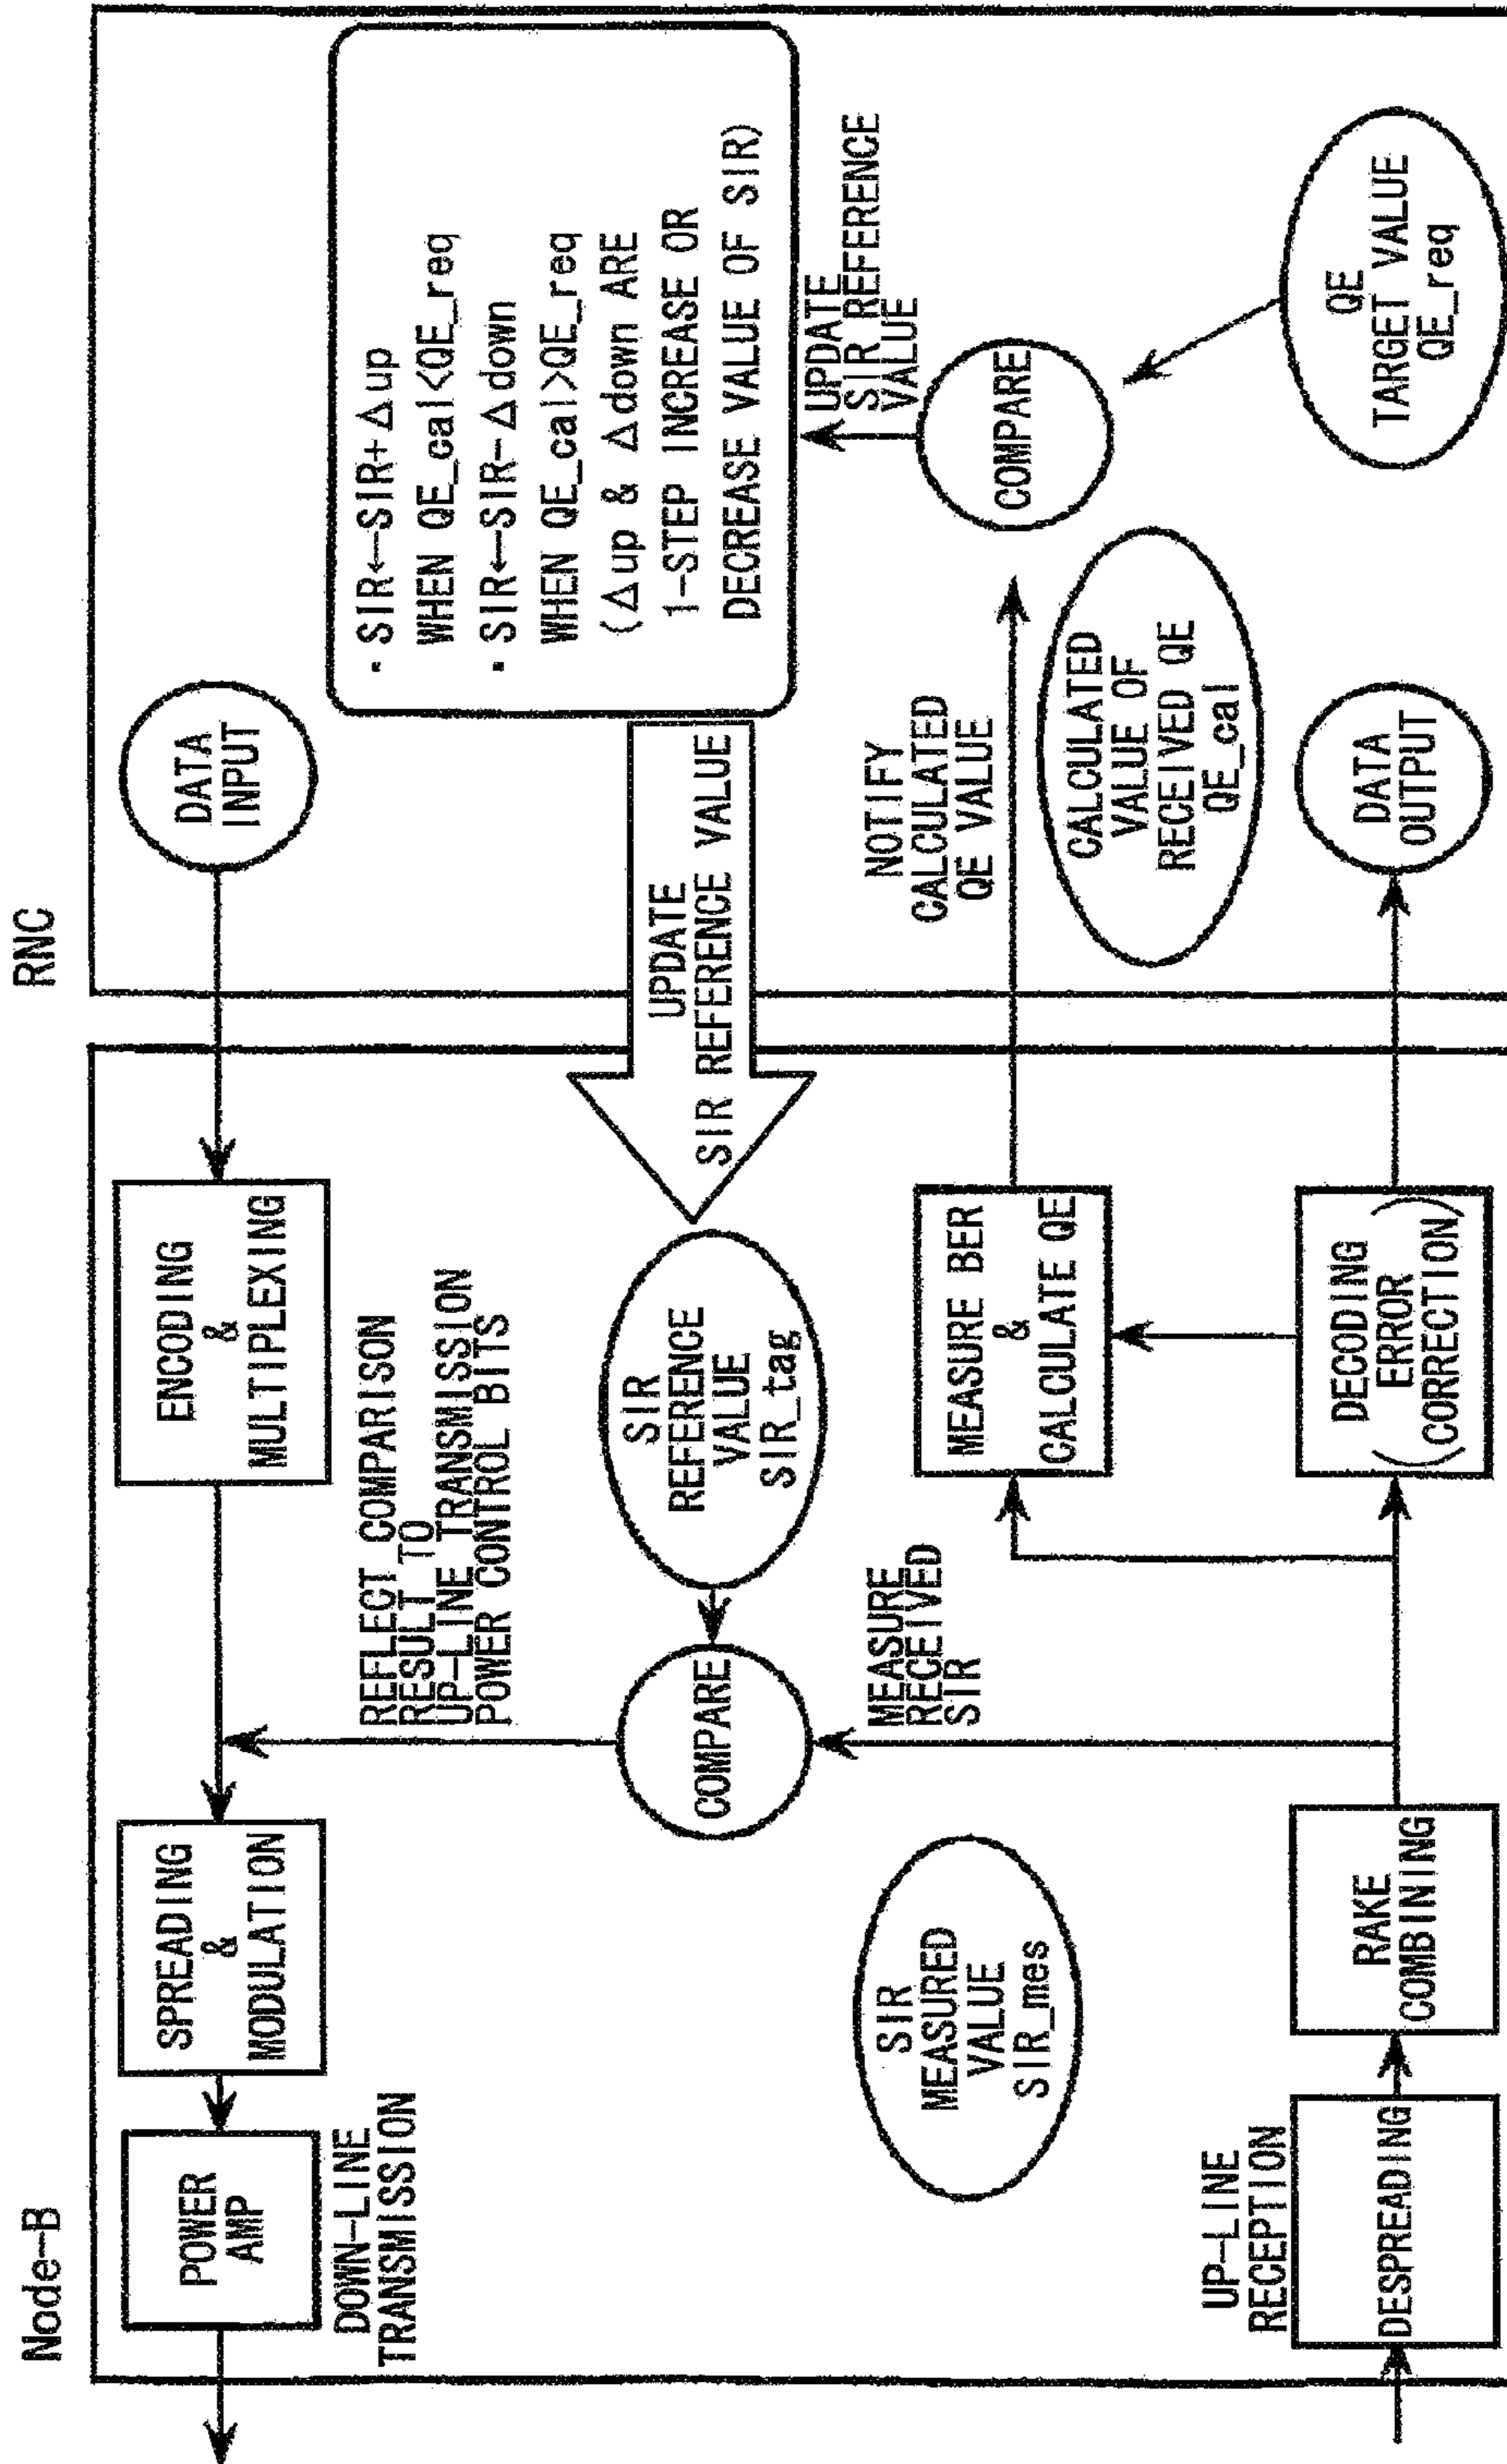 Node-B
RNC
POWER
AMP
SPREADING
&
MODULATION
ENCODING
&
MULTIPLEXING
DATA
INPUT
DOWN-LINE
TRANSMISSION
REFLECT COMPARISON
RESULT TO
UP-LINE TRANSMISSION
POWER CONTROL BITS
• SIR←SIR+△up
WHEN QE_cal<QE_req
• SIR←SIR-△down
WHEN QE_cal>QE_req
(△up & △down ARE
1-STEP INCREASE OR
DECREASE VALUE OF SIR)
COMPARE
SIR
REFERENCE
VALUE
SIR_tag
UPDATE
SIR REFERENCE VALUE
UPDATE
SIR REFERENCE
VALUE
SIR
MEASURED
VALUE
SIR_mes
MEASURE
RECEIVED
SIR
MEASURE BER
&
CALCULATE QE
NOTIFY
CALCULATED
QE VALUE
COMPARE
CALCULATED
VALUE OF
RECEIVED QE
QE_cal
UP-LINE
RECEPTION
DESPREADING
RAKE
COMBINING
DECODING
(ERROR
CORRECTION)
DATA
OUTPUT
QE
TARGET VALUE
QE_req